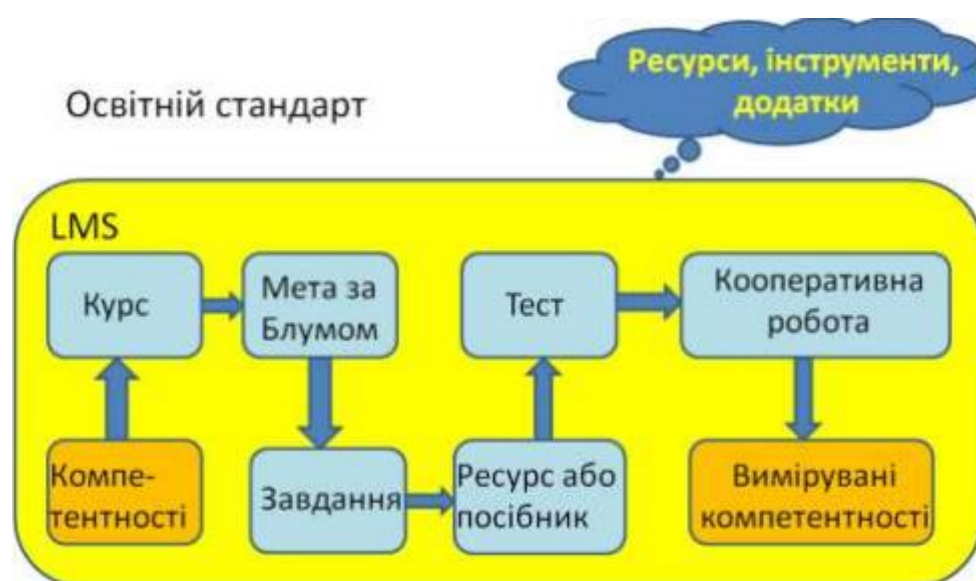 Ресурси, інструменти,
додатки
Освітній стандарт
LMS
Курс
Мета за
Блумом
Тест
Кооперативна
робота
Компе-
тентності
Завдання
Ресурс або
посібник
Вимірувані
компетентності